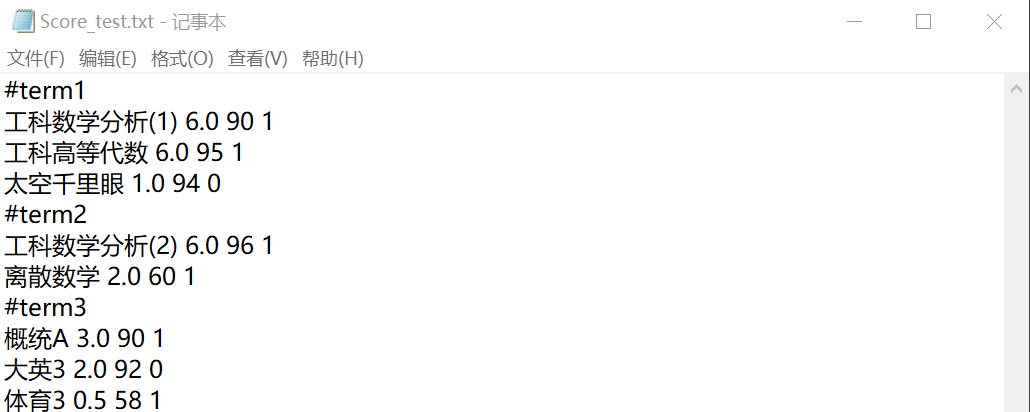 Score_test.txt - 记事本
文件(F) 编辑(E) 格式(O) 查看(V) 帮助(H)
#term1
工科数学分析(1) 6.0 90 1
工科高等代数 6.0 95 1
太空千里眼 1.0 94 0
#term2
工科数学分析(2) 6.0 96 1
离散数学 2.0 60 1
#term3
概统A 3.0 90 1
大英3 2.0 92 0
体育3 0.5 58 1